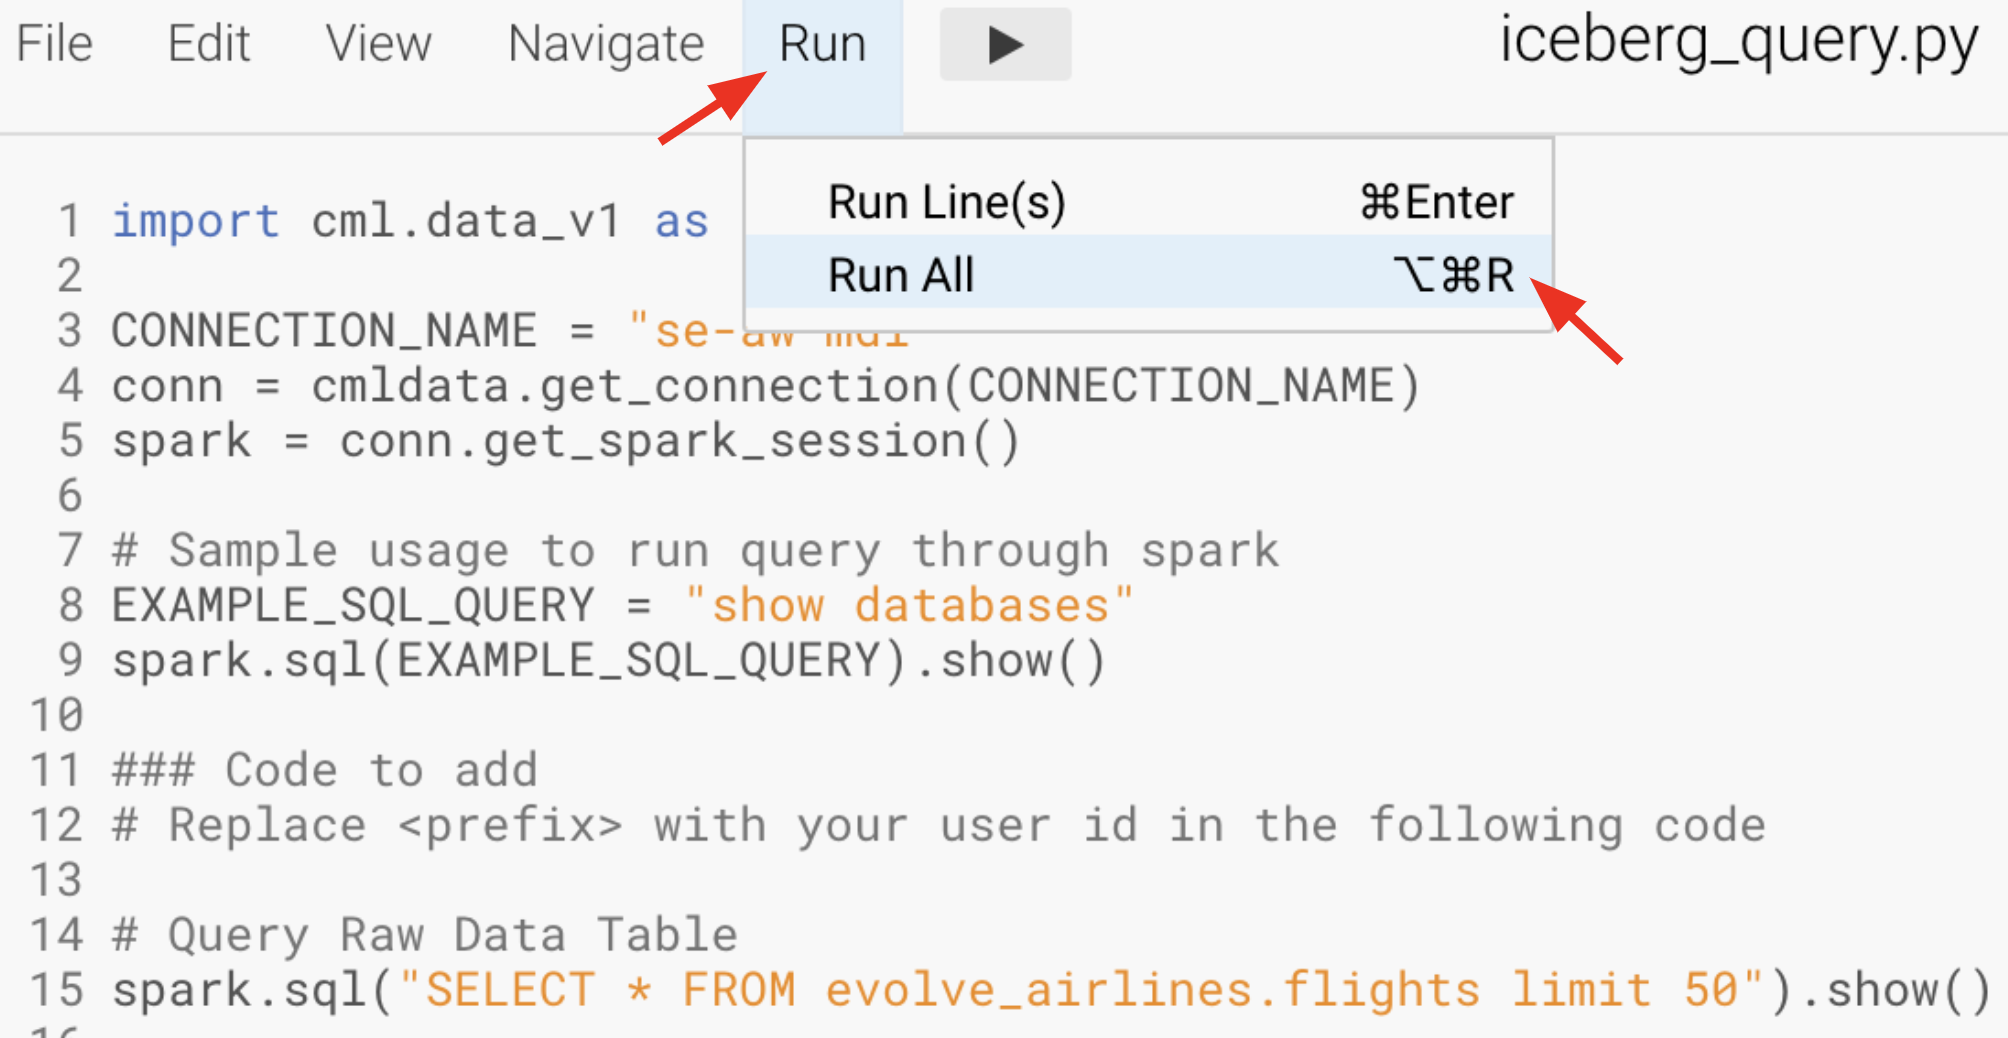 File Edit View Navigate Run iceberg_query.py
Run Line(s) ⌘Enter
Run All ⌥⌘R
1 import cml.data_v1 as
2
3 CONNECTION_NAME = "se-aw
4 conn = cmldata.get_connection(CONNECTION_NAME)
5 spark = conn.get_spark_session()
6
7 # Sample usage to run query through spark
8 EXAMPLE_SQL_QUERY = "show databases"
9 spark.sql(EXAMPLE_SQL_QUERY).show()
10
11 ### Code to add
12 # Replace <prefix> with your user id in the following code
13
14 # Query Raw Data Table
15 spark.sql("SELECT * FROM evolve_airlines.flights limit 50").show()
16